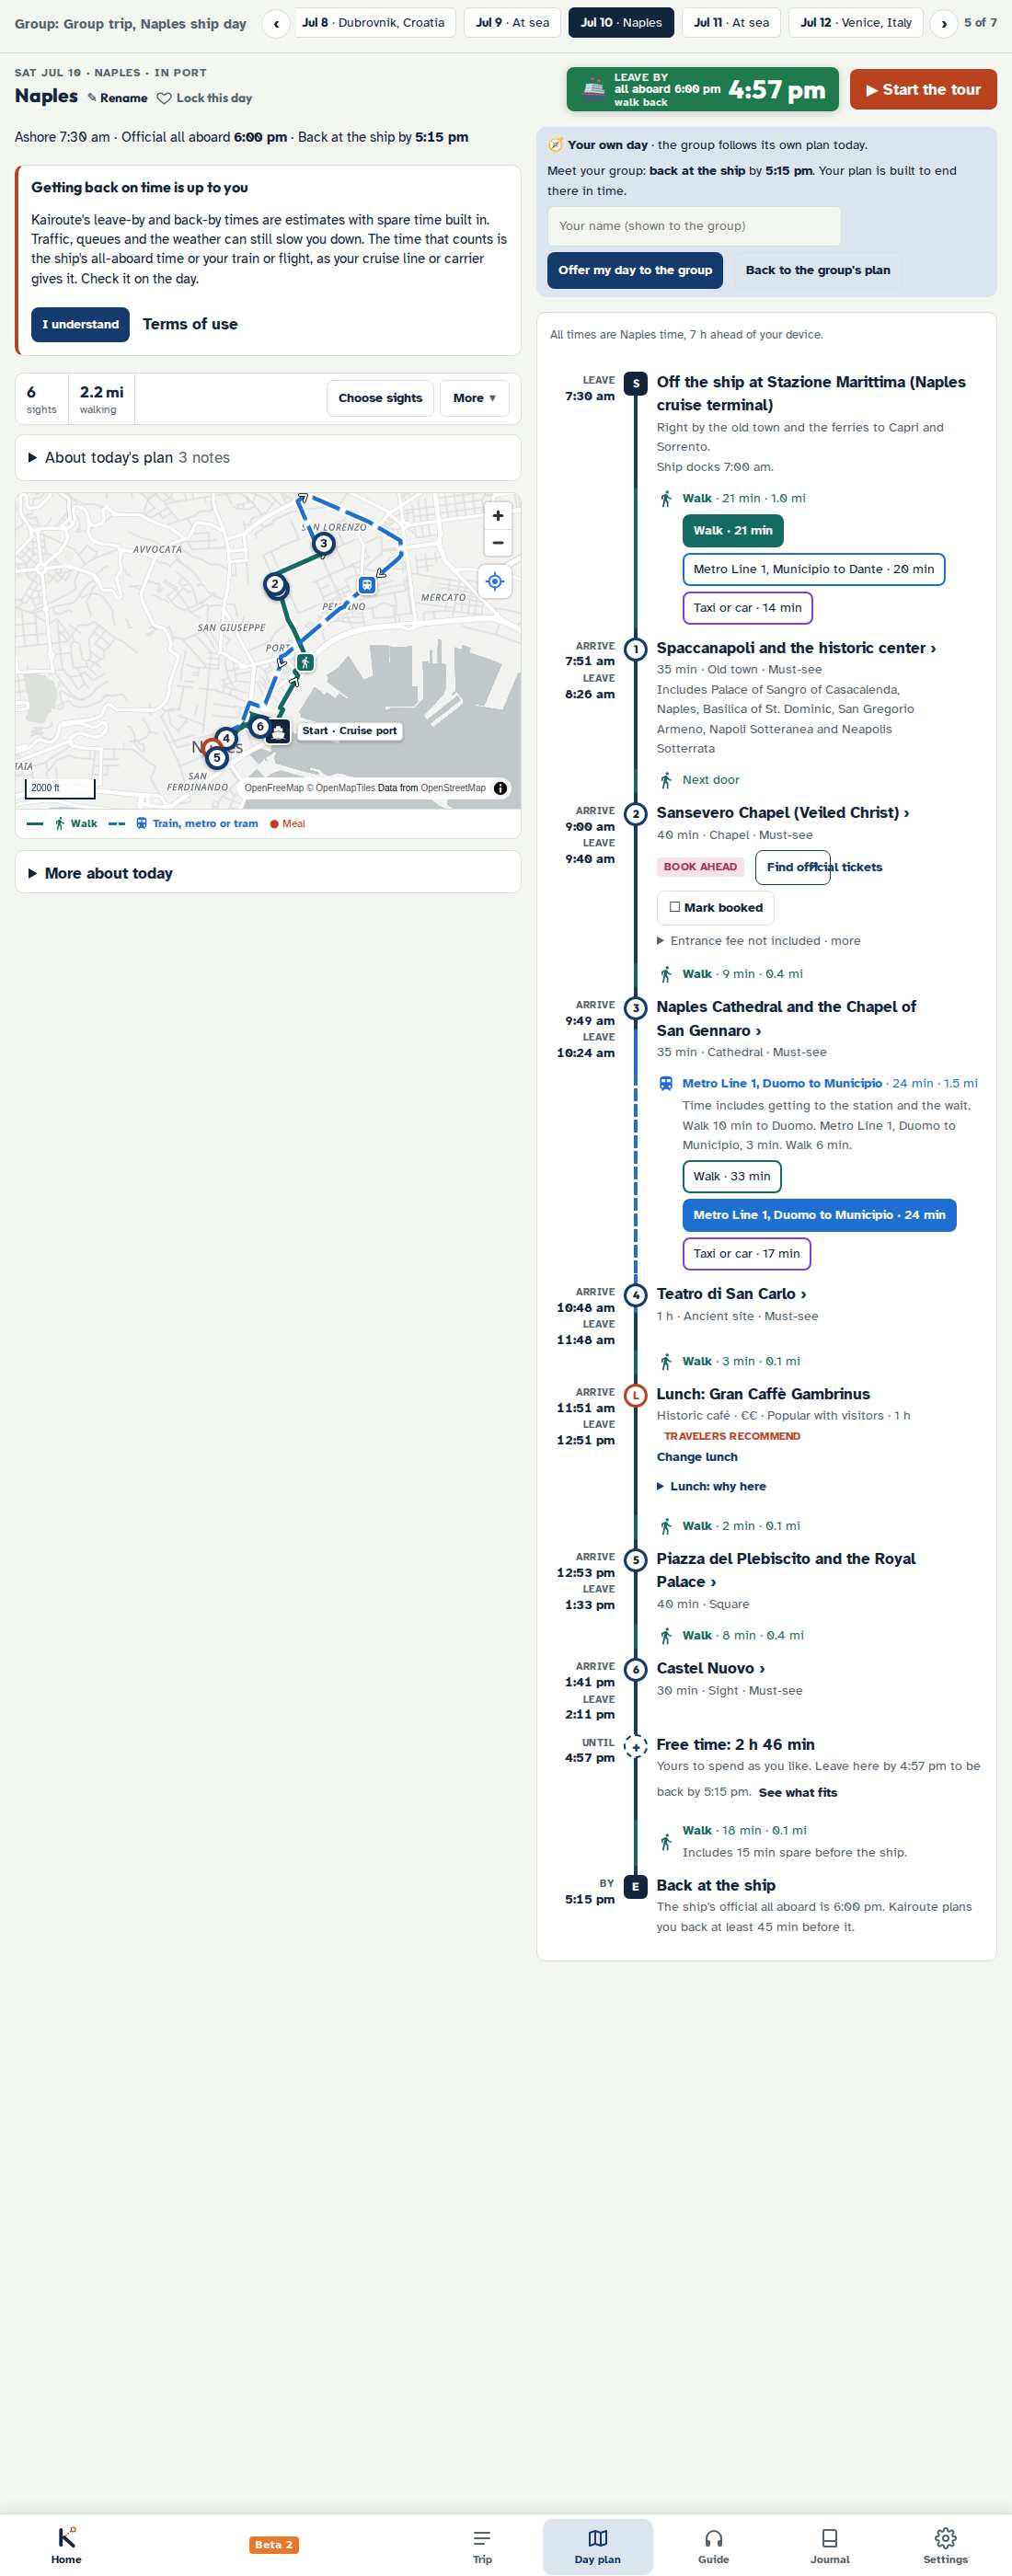 Group: Group trip, Naples ship day
‹
Jul 8 · Dubrovnik, Croatia
Jul 9 · At sea
Jul 10 · Naples
Jul 11 · At sea
Jul 12 · Venice, Italy
›
5 of 7
SAT JUL 10 · NAPLES · IN PORT
Naples ✎ Rename Lock this day
LEAVE BY
all aboard 6:00 pm
walk back
4:57 pm
▶ Start the tour
Ashore 7:30 am · Official all aboard 6:00 pm · Back at the ship by 5:15 pm
Getting back on time is up to you
Kairoute's leave-by and back-by times are estimates with spare time built in.
Traffic, queues and the weather can still slow you down. The time that counts is
the ship's all-aboard time or your train or flight, as your cruise line or carrier
gives it. Check it on the day.
I understand
Terms of use
6
sights
2.2 mi
walking
Choose sights
More ▼
▶ About today's plan 3 notes
AVVOCATA
SAN LORENZO
3
2
MERCATO
SAN GIUSEPPE
PORT
6
Start · Cruise port
4
5
SAN
FERDINANDO
2000 ft
OpenFreeMap © OpenMapTiles Data from OpenStreetMap
+
−
Walk
Train, metro or tram
Meal
▶ More about today
Your own day · the group follows its own plan today.
Meet your group: back at the ship by 5:15 pm. Your plan is built to end
there in time.
Your name (shown to the group)
Offer my day to the group
Back to the group's plan
All times are Naples time, 7 h ahead of your device.
LEAVE
7:30 am
S
Off the ship at Stazione Marittima (Naples
cruise terminal)
Right by the old town and the ferries to Capri and
Sorrento.
Ship docks 7:00 am.
Walk · 21 min · 1.0 mi
Walk · 21 min
Metro Line 1, Municipio to Dante · 20 min
Taxi or car · 14 min
ARRIVE
7:51 am
LEAVE
8:26 am
1
Spaccanapoli and the historic center ›
35 min · Old town · Must-see
Includes Palace of Sangro of Casacalenda,
Naples, Basilica of St. Dominic, San Gregorio
Armeno, Napoli Sotteranea and Neapolis
Sotterrata
Next door
ARRIVE
9:00 am
LEAVE
9:40 am
2
Sansevero Chapel (Veiled Christ) ›
40 min · Chapel · Must-see
BOOK AHEAD
Find official tickets
☐ Mark booked
▶ Entrance fee not included · more
Walk · 9 min · 0.4 mi
ARRIVE
9:49 am
LEAVE
10:24 am
3
Naples Cathedral and the Chapel of
San Gennaro ›
35 min · Cathedral · Must-see
Metro Line 1, Duomo to Municipio · 24 min · 1.5 mi
Time includes getting to the station and the wait.
Walk 10 min to Duomo. Metro Line 1, Duomo to
Municipio, 3 min. Walk 6 min.
Walk · 33 min
Metro Line 1, Duomo to Municipio · 24 min
Taxi or car · 17 min
ARRIVE
10:48 am
LEAVE
11:48 am
4
Teatro di San Carlo ›
1 h · Ancient site · Must-see
Walk · 3 min · 0.1 mi
ARRIVE
11:51 am
LEAVE
12:51 pm
L
Lunch: Gran Caffè Gambrinus
Historic café · €€ · Popular with visitors · 1 h
TRAVELERS RECOMMEND
Change lunch
▶ Lunch: why here
Walk · 2 min · 0.1 mi
ARRIVE
12:53 pm
LEAVE
1:33 pm
5
Piazza del Plebiscito and the Royal
Palace ›
40 min · Square
Walk · 8 min · 0.4 mi
ARRIVE
1:41 pm
LEAVE
2:11 pm
6
Castel Nuovo ›
30 min · Sight · Must-see
UNTIL
4:57 pm
+
Free time: 2 h 46 min
Yours to spend as you like. Leave here by 4:57 pm to be
back by 5:15 pm. See what fits
Walk · 18 min · 0.1 mi
Includes 15 min spare before the ship.
BY
5:15 pm
E
Back at the ship
The ship's official all aboard is 6:00 pm. Kairoute plans
you back at least 45 min before it.
Home
Beta 2
Trip
Day plan
Guide
Journal
Settings